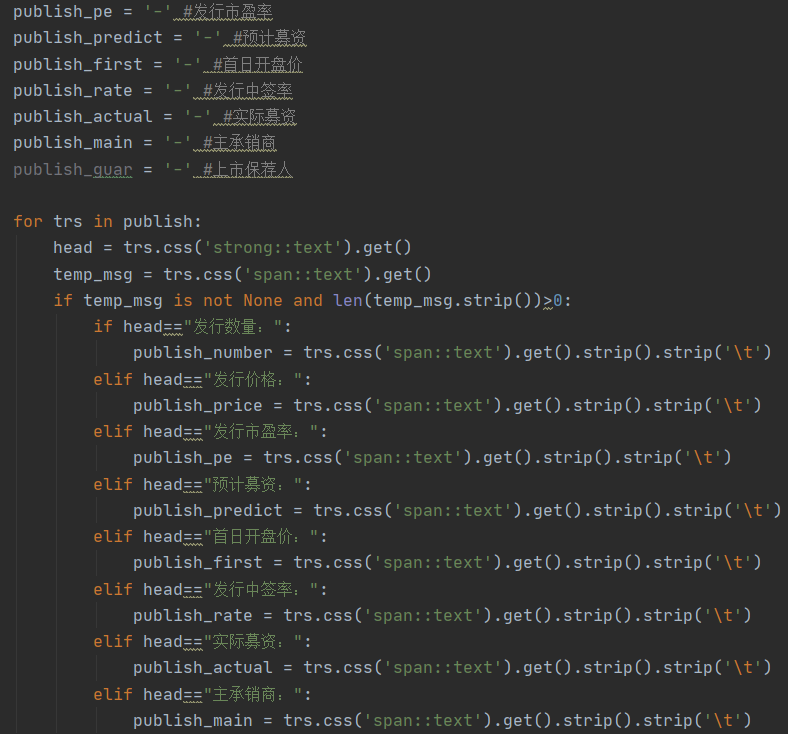 publish_pe = '-' #发行市盈率
publish_predict = '-' #预计募资
publish_first = '-' #首日开盘价
publish_rate = '-' #发行中签率
publish_actual = '-' #实际募资
publish_main = '-' #主承销商
publish_guar = '-' #上市保荐人
for trs in publish:
head = trs.css('strong::text').get()
temp_msg = trs.css('span::text').get()
if temp_msg is not None and len(temp_msg.strip())>0:
if head=="发行数量：":
publish_number = trs.css('span::text').get().strip().strip('\t')
elif head=="发行价格：":
publish_price = trs.css('span::text').get().strip().strip('\t')
elif head=="发行市盈率：":
publish_pe = trs.css('span::text').get().strip().strip('\t')
elif head=="预计募资：":
publish_predict = trs.css('span::text').get().strip().strip('\t')
elif head=="首日开盘价：":
publish_first = trs.css('span::text').get().strip().strip('\t')
elif head=="发行中签率：":
publish_rate = trs.css('span::text').get().strip().strip('\t')
elif head=="实际募资：":
publish_actual = trs.css('span::text').get().strip().strip('\t')
elif head=="主承销商：":
publish_main = trs.css('span::text').get().strip().strip('\t')